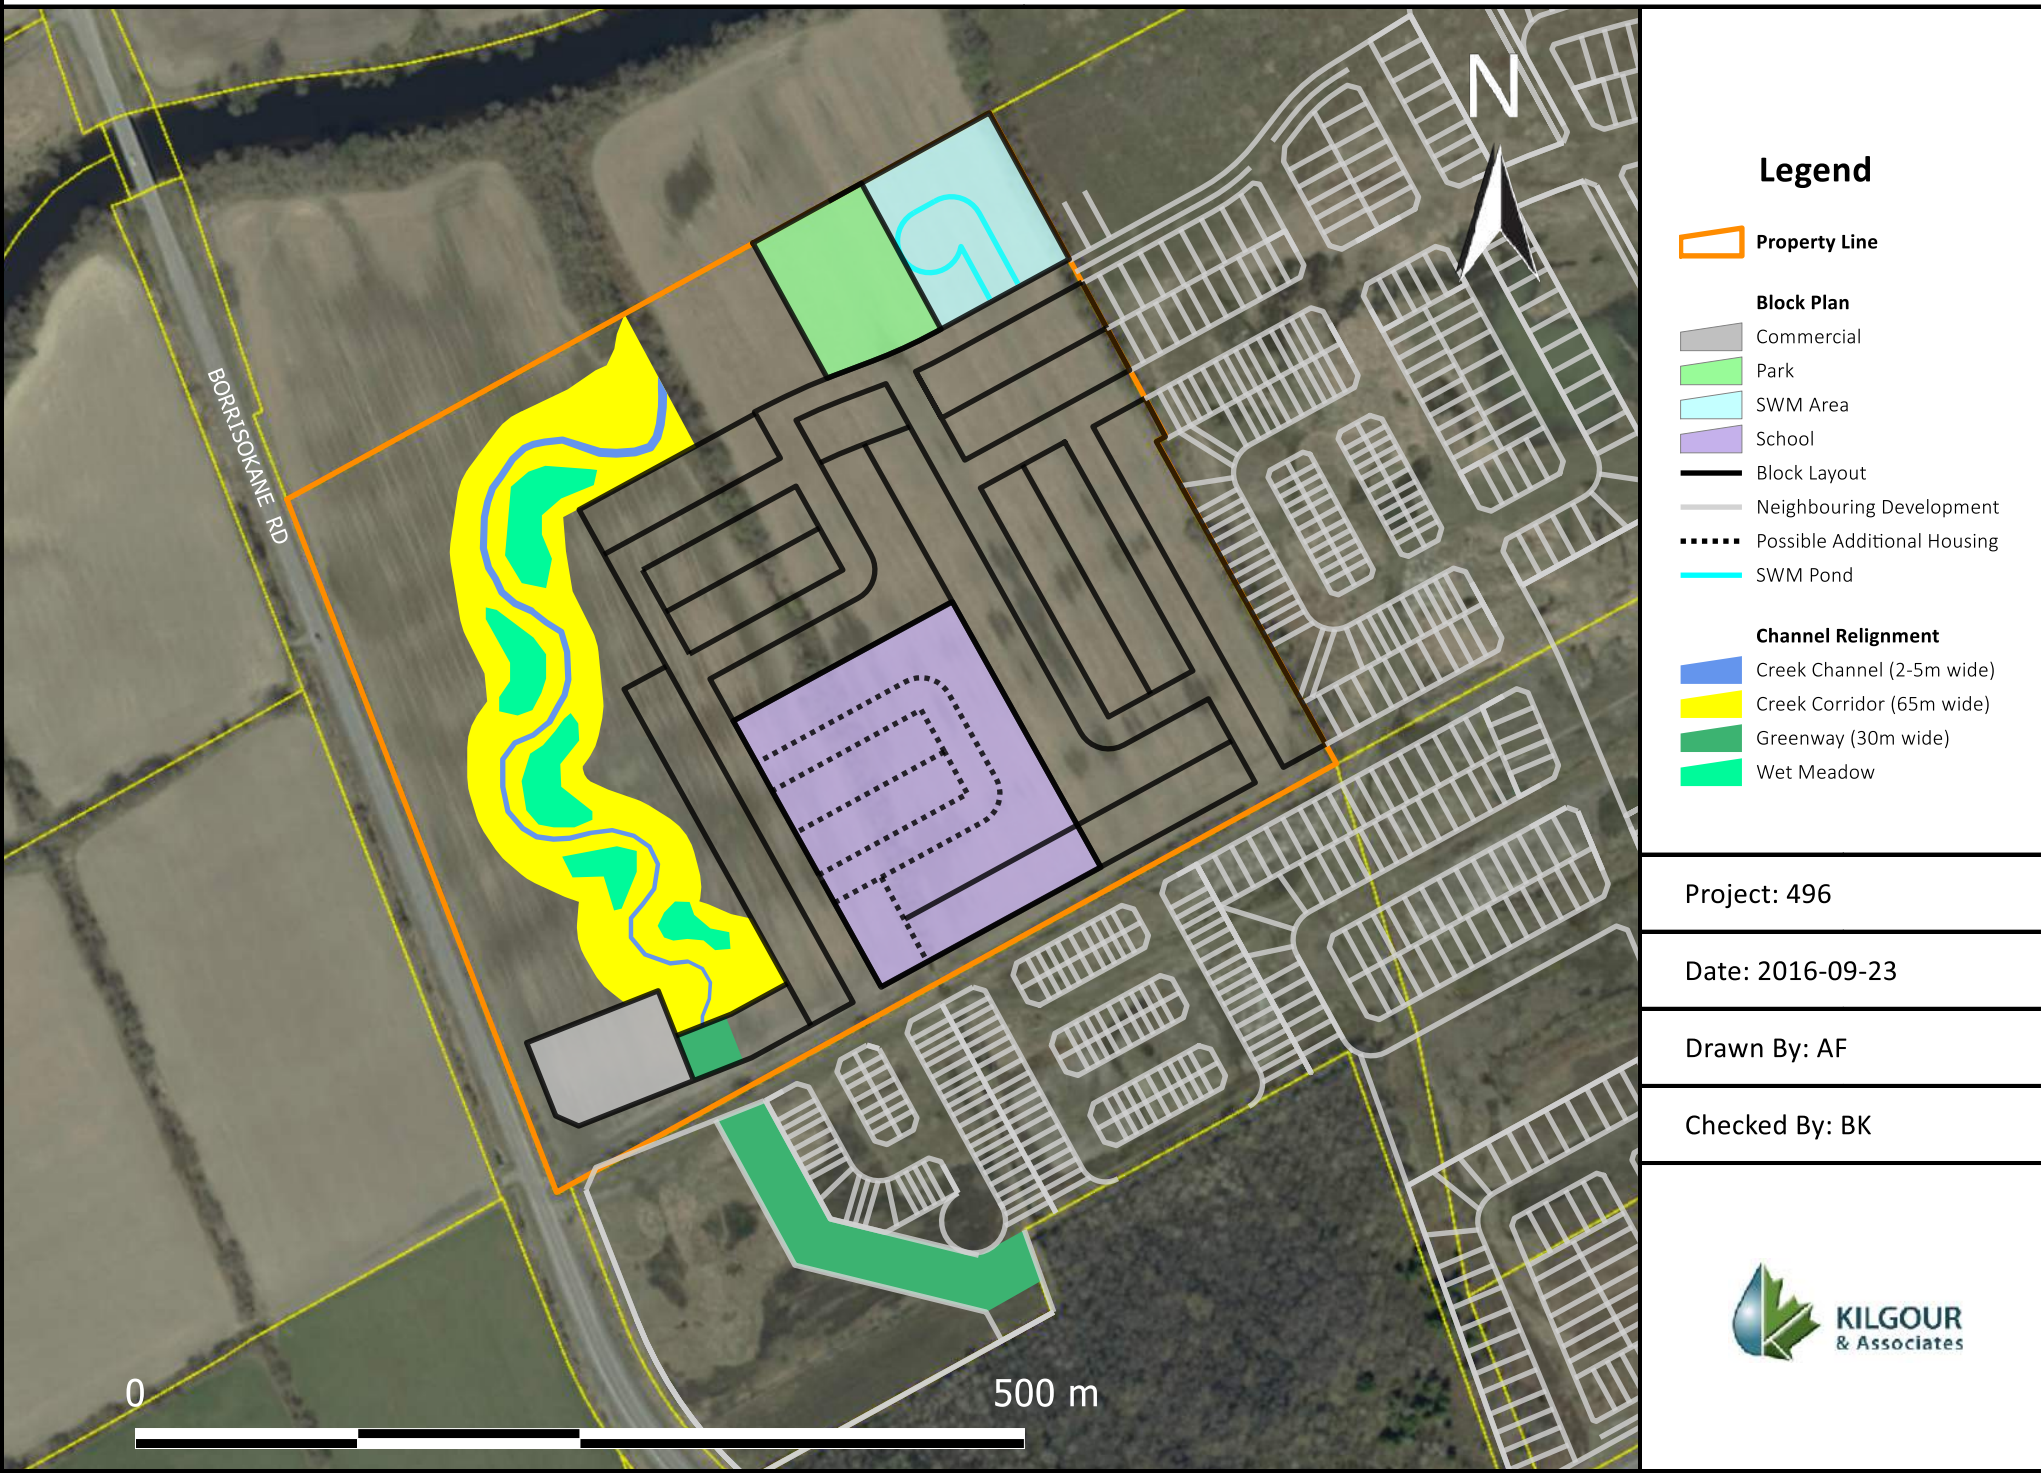 N
BORRISOKANE RD
0
500 m
Legend
Property Line
Block Plan
Commercial
Park
SWM Area
School
Block Layout
Neighbouring Development
Possible Additional Housing
SWM Pond
Channel Relignment
Creek Channel (2-5m wide)
Creek Corridor (65m wide)
Greenway (30m wide)
Wet Meadow
Project: 496
Date: 2016-09-23
Drawn By: AF
Checked By: BK
KILGOUR
& Associates